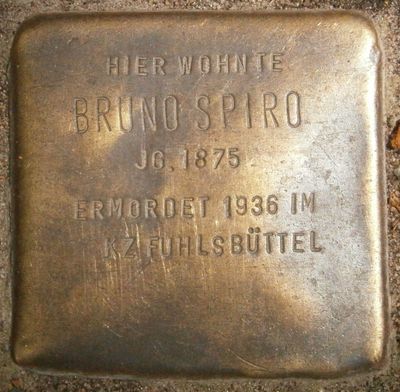 HIER WOHNTE
BRUNO SPIRO
JG. 1875
ERMORDET 1936 IM
KZ FUHLSBÜTTEL